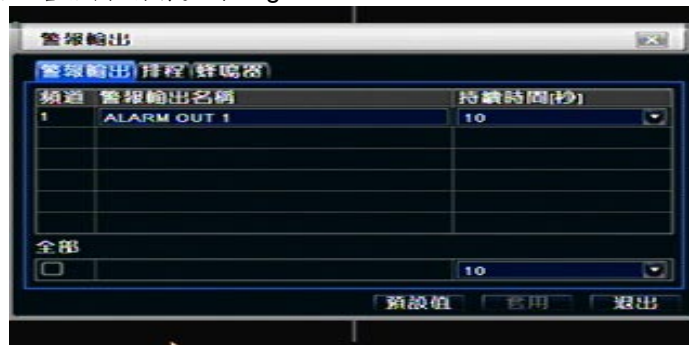 警報輸出
警報輸出 排程 蜂鳴器
頻道 警報輸出名稱 持續時間[秒]
1 ALARM OUT 1 10
全部
10
預設值 套用 退出